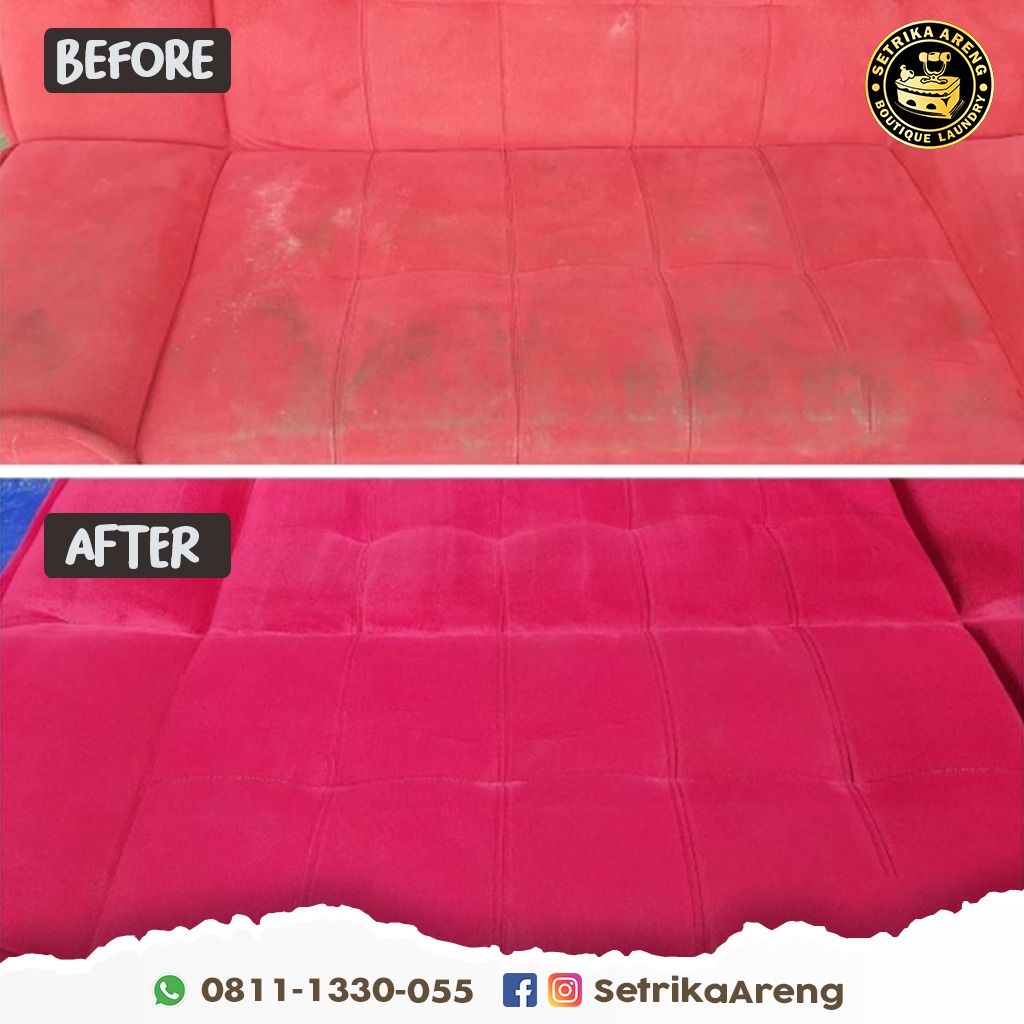 BEFORE
SETRIKA ARENG
BOUTIQUE LAUNDRY
AFTER
0811-1330-055 SetrikaAreng